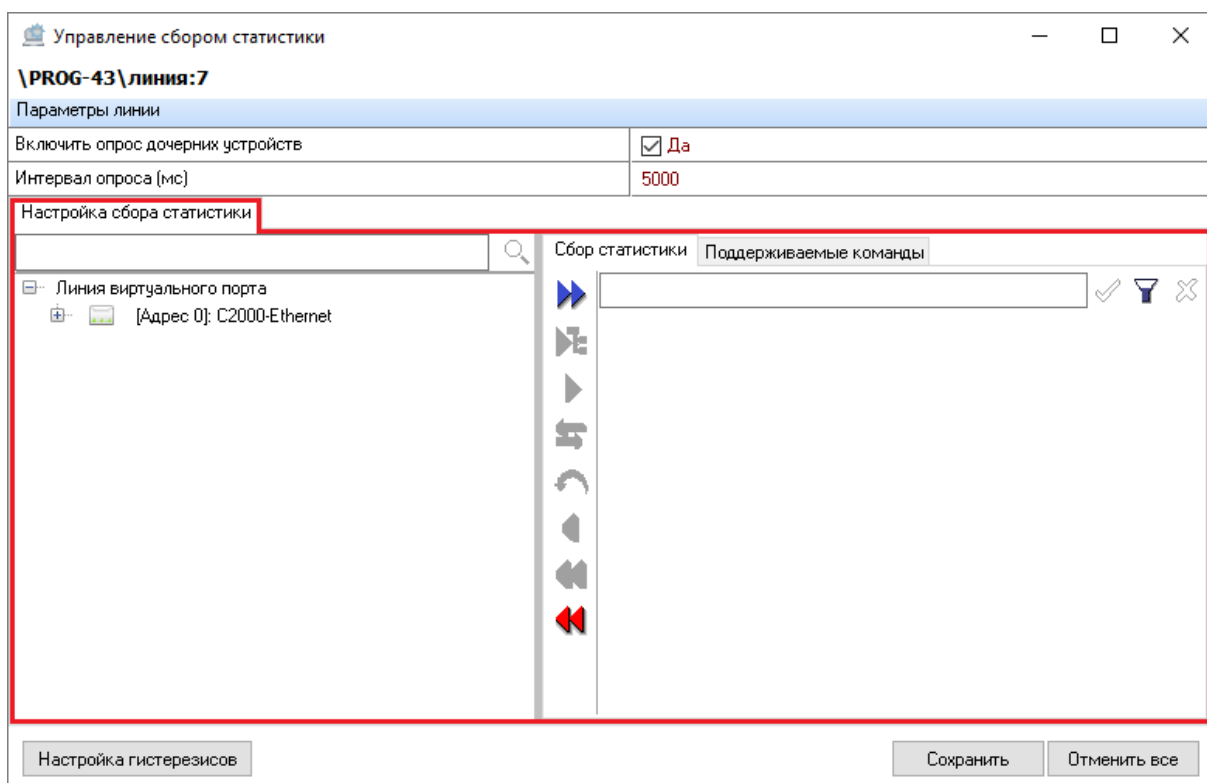 Управление сбором статистики
\PROG-43\линия:7
Параметры линии
Включить опрос дочерних устройств Да
Интервал опроса (мс) 5000
Настройка сбора статистики
Сбор статистики Поддерживаемые команды
Линия виртуального порта
[Адрес 0]: С2000-Ethernet
Настройка гистерезисов Сохранить Отменить все